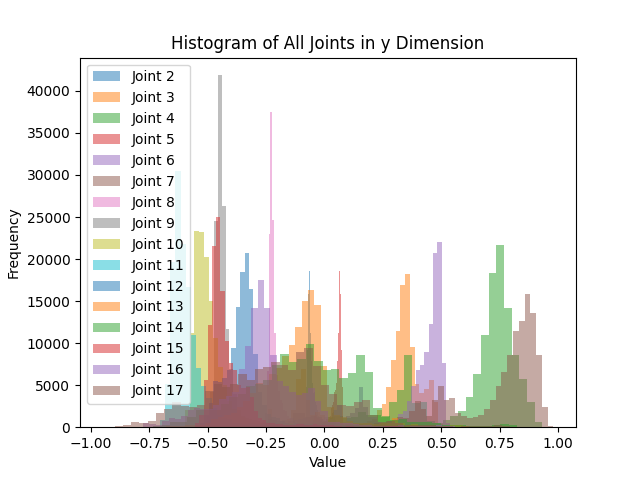 Histogram of All Joints in y Dimension
Frequency
40000
35000
30000
25000
20000
15000
10000
5000
0
Joint 2
Joint 3
Joint 4
Joint 5
Joint 6
Joint 7
Joint 8
Joint 9
Joint 10
Joint 11
Joint 12
Joint 13
Joint 14
Joint 15
Joint 16
Joint 17
−1.00 −0.75 −0.50 −0.25 0.00 0.25 0.50 0.75 1.00
Value